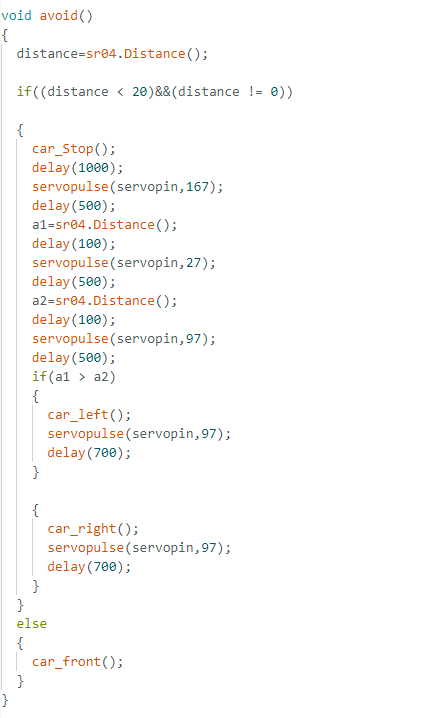 void avoid()
{
  distance=sr04.Distance();

  if((distance < 20)&&(distance != 0))

  {
    car_Stop();
    delay(1000);
    servopulse(servopin,167);
    delay(500);
    a1=sr04.Distance();
    delay(100);
    servopulse(servopin,27);
    delay(500);
    a2=sr04.Distance();
    delay(100);
    servopulse(servopin,97);
    delay(500);
    if(a1 > a2)
    {
      car_left();
      servopulse(servopin,97);
      delay(700);
    }

    {
      car_right();
      servopulse(servopin,97);
      delay(700);
    }
  }
  else
  {
    car_front();
  }
}